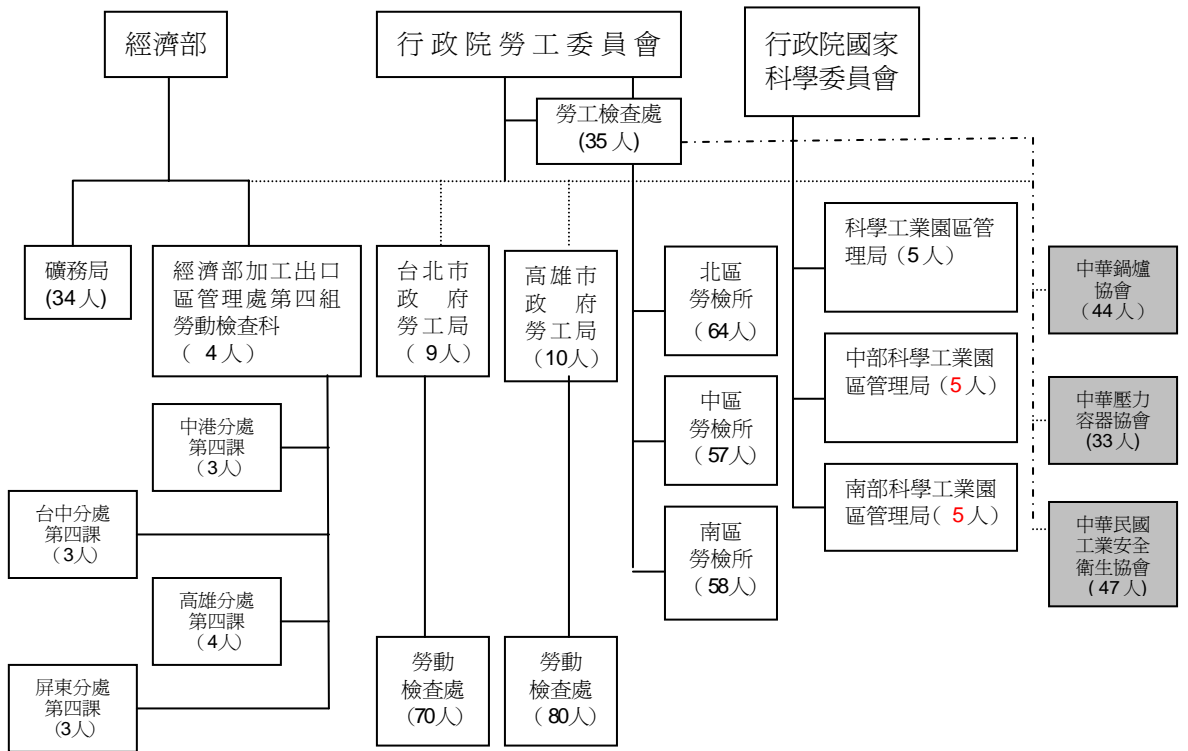 經濟部
行政院勞工委員會
行政院國家
科學委員會
勞工檢查處
(35人)
礦務局
(34人)
經濟部加工出口
區管理處第四組
勞動檢查科
（ 4人）
台北市
政府
勞工局
（ 9人）
高雄市
政府
勞工局
（10人）
北區
勞檢所
（64人）
中區
勞檢所
（57人）
南區
勞檢所
（58人）
科學工業園區管
理局（5人）
中部科學工業園
區管理局（5人）
南部科學工業園
區管理局（ 5人）
中華鍋爐
協會
（44人）
中華壓力
容器協會
(33人)
中華民國
工業安全
衛生協會
（47人）
中港分處
第四課
（3人）
台中分處
第四課
（3人）
高雄分處
第四課
（4人）
屏東分處
第四課
（3人）
勞動
檢查處
（70人）
勞動
檢查處
（80人）